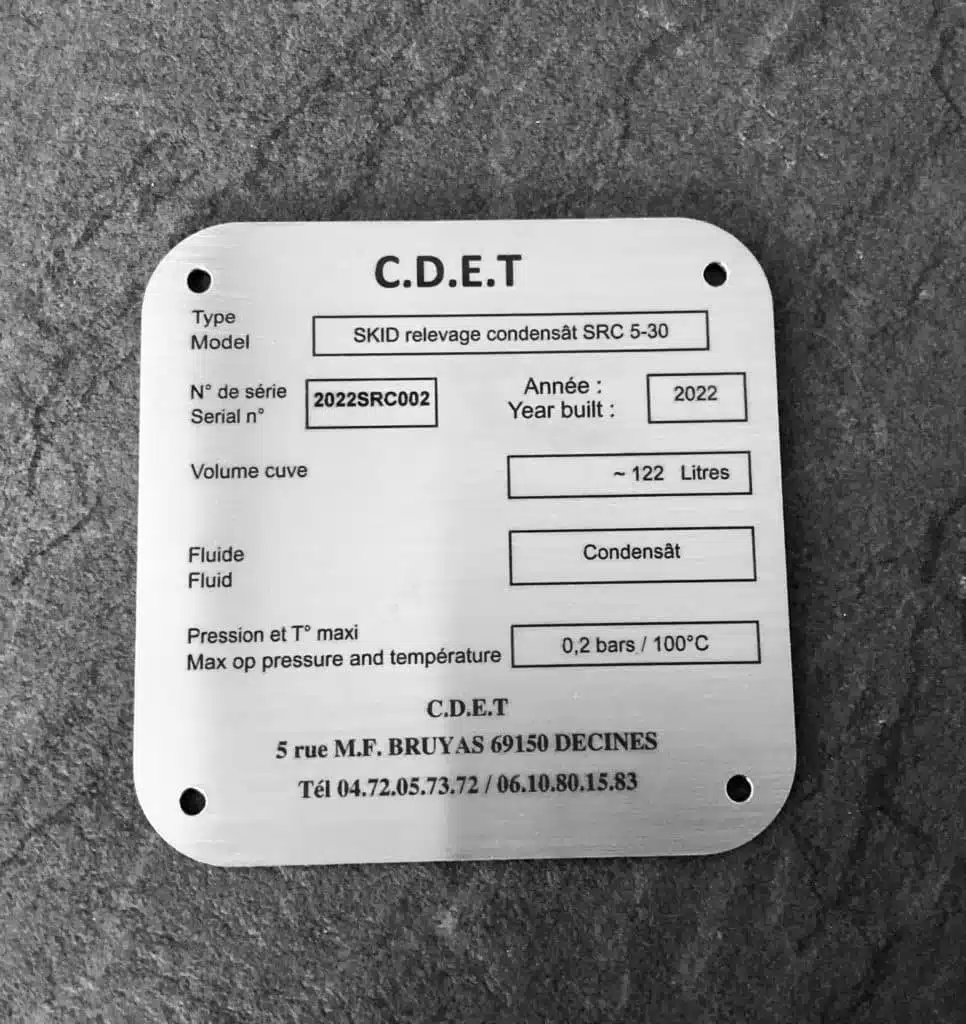 C.D.E.T
Type
Model
SKID relevage condensât SRC 5-30
N° de série
Serial n°
2022SRC002
Année :
Year built :
2022
Volume cuve
~ 122 Litres
Fluide
Fluid
Condensât
Pression et T° maxi
Max op pressure and température
0,2 bars / 100°C
C.D.E.T
5 rue M.F. BRUYAS 69150 DECINES
Tél 04.72.05.73.72 / 06.10.80.15.83